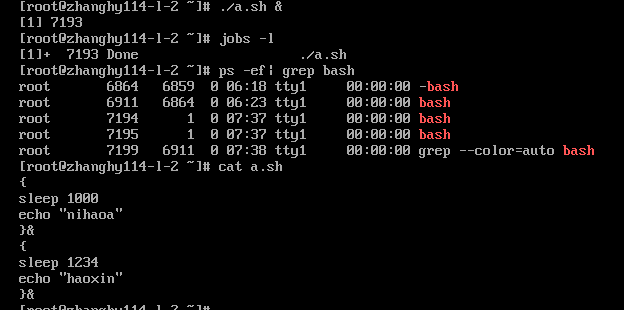 [root@zhanghy114-l-2 ~]# ./a.sh &
[1] 7193
[root@zhanghy114-l-2 ~]# jobs -l
[1]+  7193 Done                    ./a.sh
[root@zhanghy114-l-2 ~]# ps -ef| grep bash
root       6864   6859  0 06:18 tty1     00:00:00 -bash
root       6911   6864  0 06:23 tty1     00:00:00 bash
root       7194      1  0 07:37 tty1     00:00:00 bash
root       7195      1  0 07:37 tty1     00:00:00 bash
root       7199   6911  0 07:38 tty1     00:00:00 grep --color=auto bash
[root@zhanghy114-l-2 ~]# cat a.sh
{
sleep 1000
echo "nihaoa"
}&
{
sleep 1234
echo "haoxin"
}&
[root@zhanghy114-l-2 ~]#